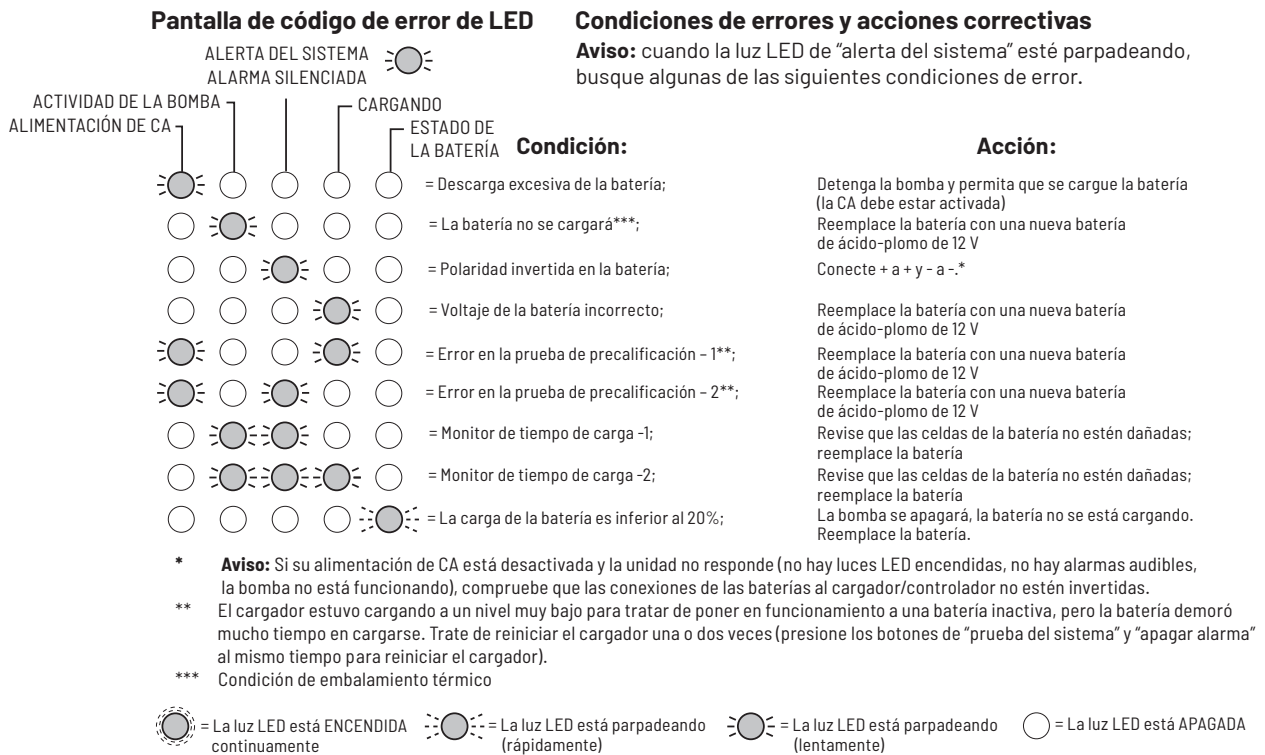 Pantalla de código de error de LED
Condiciones de errores y acciones correctivas
ALERTA DEL SISTEMA
ALARMA SILENCIADA
Aviso: cuando la luz LED de “alerta del sistema” esté parpadeando,
busque algunas de las siguientes condiciones de error.
ACTIVIDAD DE LA BOMBA
CARGANDO
ALIMENTACIÓN DE CA
ESTADO DE
LA BATERÍA
Condición:
Acción:
= Descarga excesiva de la batería;
Detenga la bomba y permita que se cargue la batería
(la CA debe estar activada)
= La batería no se cargará***;
Reemplace la batería con una nueva batería
de ácido-plomo de 12 V
= Polaridad invertida en la batería;
Conecte + a + y - a -.*
= Voltaje de la batería incorrecto;
Reemplace la batería con una nueva batería
de ácido-plomo de 12 V
= Error en la prueba de precalificación – 1**;
Reemplace la batería con una nueva batería
de ácido-plomo de 12 V
= Error en la prueba de precalificación – 2**;
Reemplace la batería con una nueva batería
de ácido-plomo de 12 V
= Monitor de tiempo de carga -1;
Revise que las celdas de la batería no estén dañadas;
reemplace la batería
= Monitor de tiempo de carga -2;
Revise que las celdas de la batería no estén dañadas;
reemplace la batería
= La carga de la batería es inferior al 20%;
La bomba se apagará, la batería no se está cargando.
Reemplace la batería.
* Aviso: Si su alimentación de CA está desactivada y la unidad no responde (no hay luces LED encendidas, no hay alarmas audibles,
la bomba no está funcionando), compruebe que las conexiones de las baterías al cargador/controlador no estén invertidas.
** El cargador estuvo cargando a un nivel muy bajo para tratar de poner en funcionamiento a una batería inactiva, pero la batería demoró
mucho tiempo en cargarse. Trate de reiniciar el cargador una o dos veces (presione los botones de “prueba del sistema” y “apagar alarma”
al mismo tiempo para reiniciar el cargador).
*** Condición de embalamiento térmico
= La luz LED está ENCENDIDA
continuamente
= La luz LED está parpadeando
(rápidamente)
= La luz LED está parpadeando
(lentamente)
= La luz LED está APAGADA